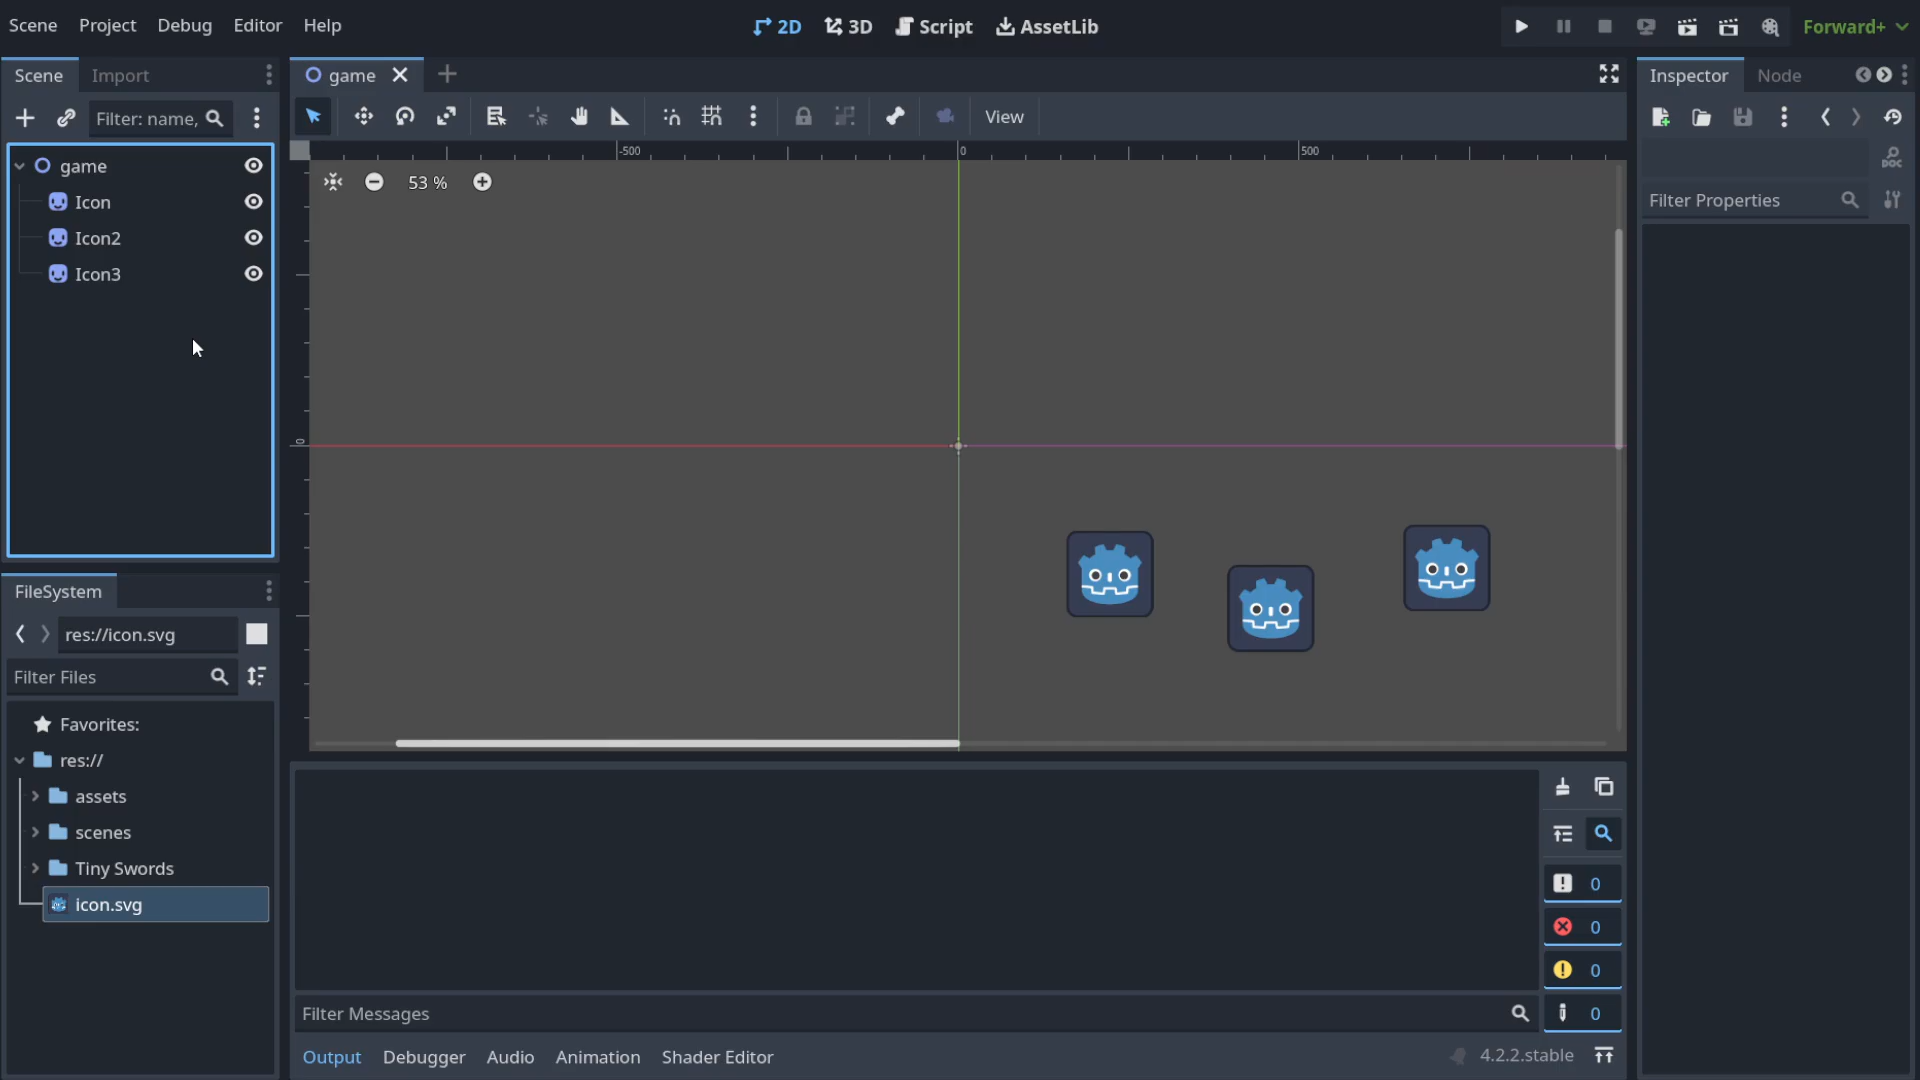 Scene Project Debug Editor Help
2D 3D Script AssetLib
Forward+
Scene Import
game
Inspector Node
Filter: name,
View
game
Icon
Icon2
Icon3
-500 0 500
53 %
0
DOC
Filter Properties
FileSystem
res://icon.svg
Filter Files
Favorites:
res://
assets
scenes
Tiny Swords
icon.svg
0
0
0
0
Filter Messages
Output Debugger Audio Animation Shader Editor
4.2.2.stable